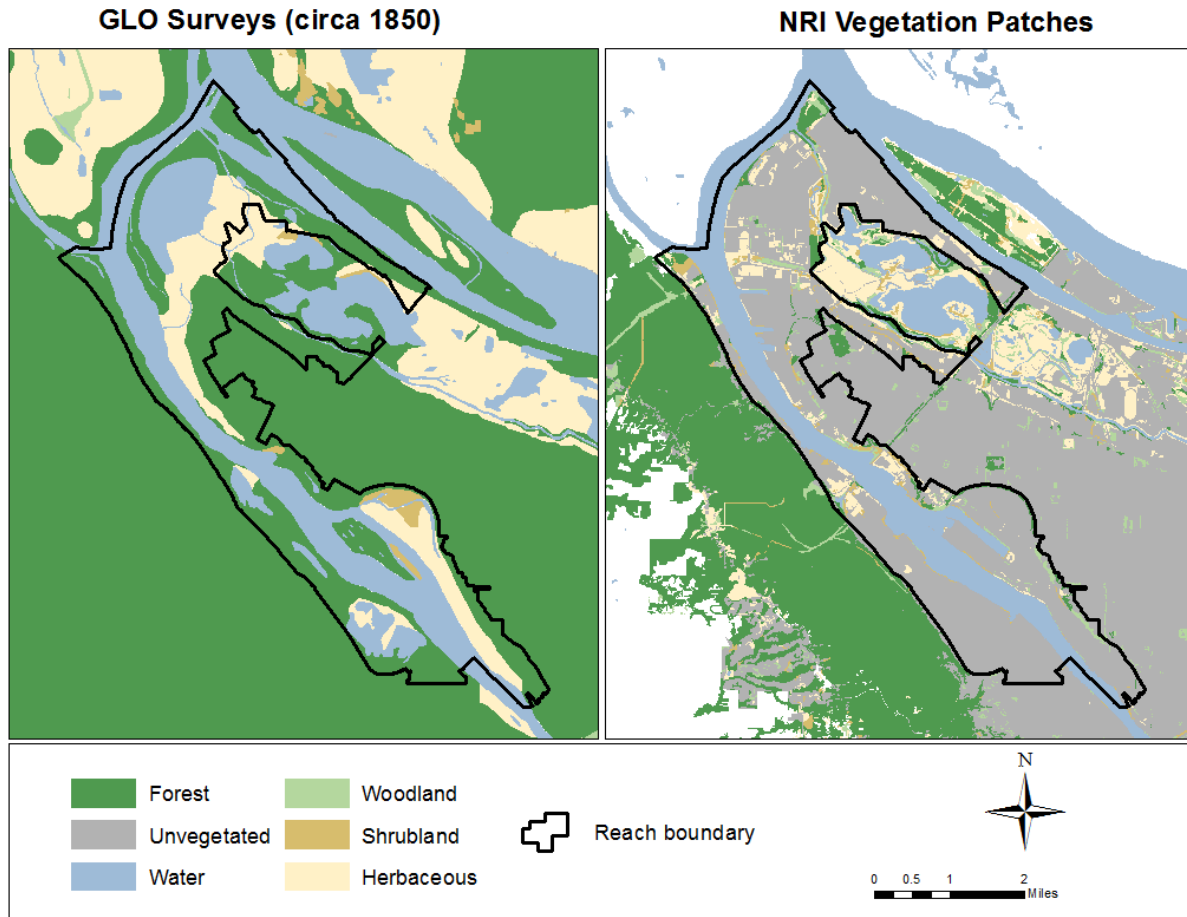 GLO Surveys (circa 1850)
NRI Vegetation Patches
Forest
Woodland
Unvegetated
Shrubland
Water
Herbaceous
Reach boundary
N
0 0.5 1 2
Miles